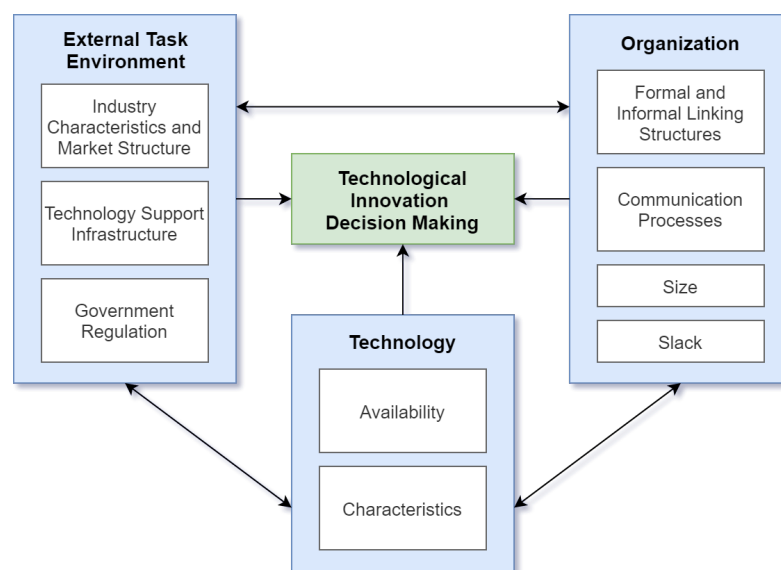 External Task
Environment
Industry
Characteristics and
Market Structure
Technology Support
Infrastructure
Government
Regulation
Technological
Innovation
Decision Making
Technology
Availability
Characteristics
Organization
Formal and
Informal Linking
Structures
Communication
Processes
Size
Slack